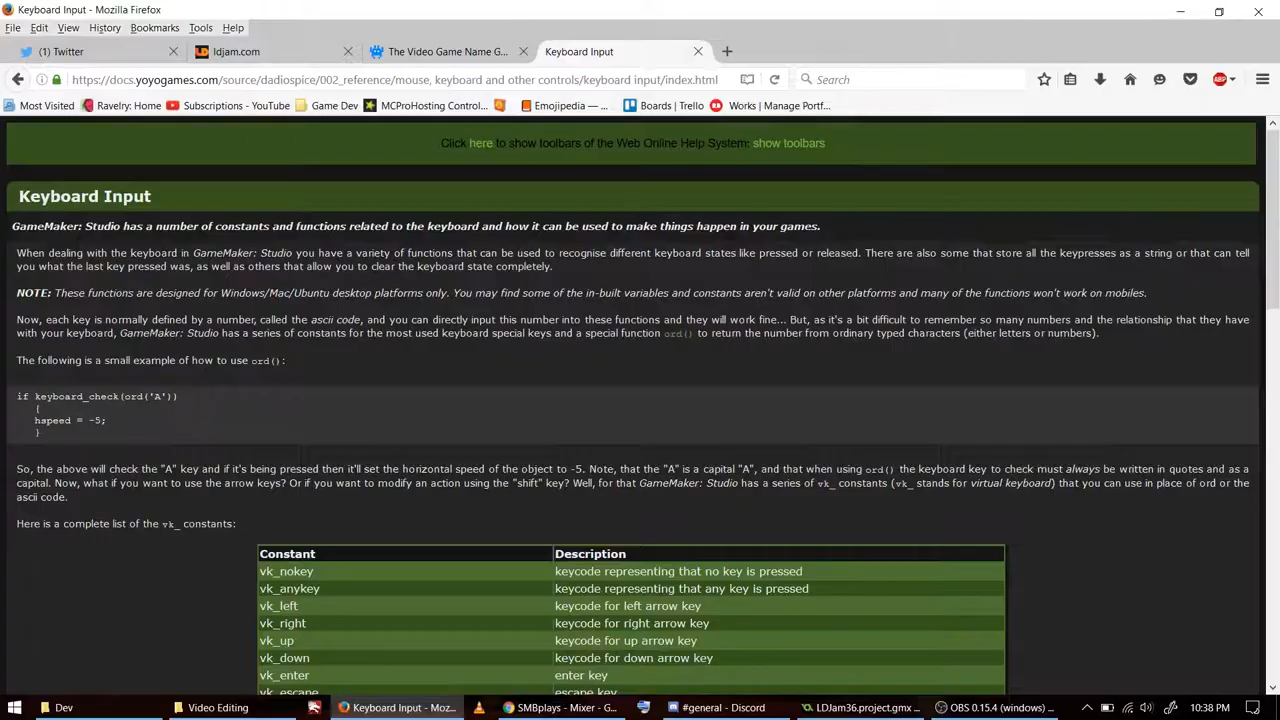 Keyboard Input - Mozilla Firefox
File Edit View History Bookmarks Tools Help
(1) Twitter ldjam.com The Video Game Name G... Keyboard Input
https://docs.yoyogames.com/source/dadiospice/002_reference/mouse, keyboard and other controls/keyboard input/index.html Search ABP
Most Visited Ravelry: Home Subscriptions - YouTube Game Dev MCProHosting Control... Emojipedia — ... Boards | Trello Works | Manage Portf...
Click here to show toolbars of the Web Online Help System: show toolbars
Keyboard Input
GameMaker: Studio has a number of constants and functions related to the keyboard and how it can be used to make things happen in your games.
When dealing with the keyboard in GameMaker: Studio you have a variety of functions that can be used to recognise different keyboard states like pressed or released. There are also some that store all the keypresses as a string or that can tell
you what the last key pressed was, as well as others that allow you to clear the keyboard state completely.
NOTE: These functions are designed for Windows/Mac/Ubuntu desktop platforms only. You may find some of the in-built variables and constants aren't valid on other platforms and many of the functions won't work on mobiles.
Now, each key is normally defined by a number, called the ascii code, and you can directly input this number into these functions and they will work fine... But, as it's a bit difficult to remember so many numbers and the relationship that they have
with your keyboard, GameMaker: Studio has a series of constants for the most used keyboard special keys and a special function ord() to return the number from ordinary typed characters (either letters or numbers).
The following is a small example of how to use ord():
if keyboard_check(ord('A'))
{
hspeed = -5;
}
So, the above will check the "A" key and if it's being pressed then it'll set the horizontal speed of the object to -5. Note, that the "A" is a capital "A", and that when using ord() the keyboard key to check must always be written in quotes and as a
capital. Now, what if you want to use the arrow keys? Or if you want to modify an action using the "shift" key? Well, for that GameMaker: Studio has a series of vk_ constants (vk_ stands for virtual keyboard) that you can use in place of ord or the
ascii code.
Here is a complete list of the vk_ constants:
Constant Description
vk_nokey keycode representing that no key is pressed
vk_anykey keycode representing that any key is pressed
vk_left keycode for left arrow key
vk_right keycode for right arrow key
vk_up keycode for up arrow key
vk_down keycode for down arrow key
vk_enter enter key
vk_escape escape key
Dev Video Editing Keyboard Input - Moz... SMBplays - Mixer - G... #general - Discord LDJam36.project.gmx ... OBS 0.15.4 (windows) ... 10:38 PM